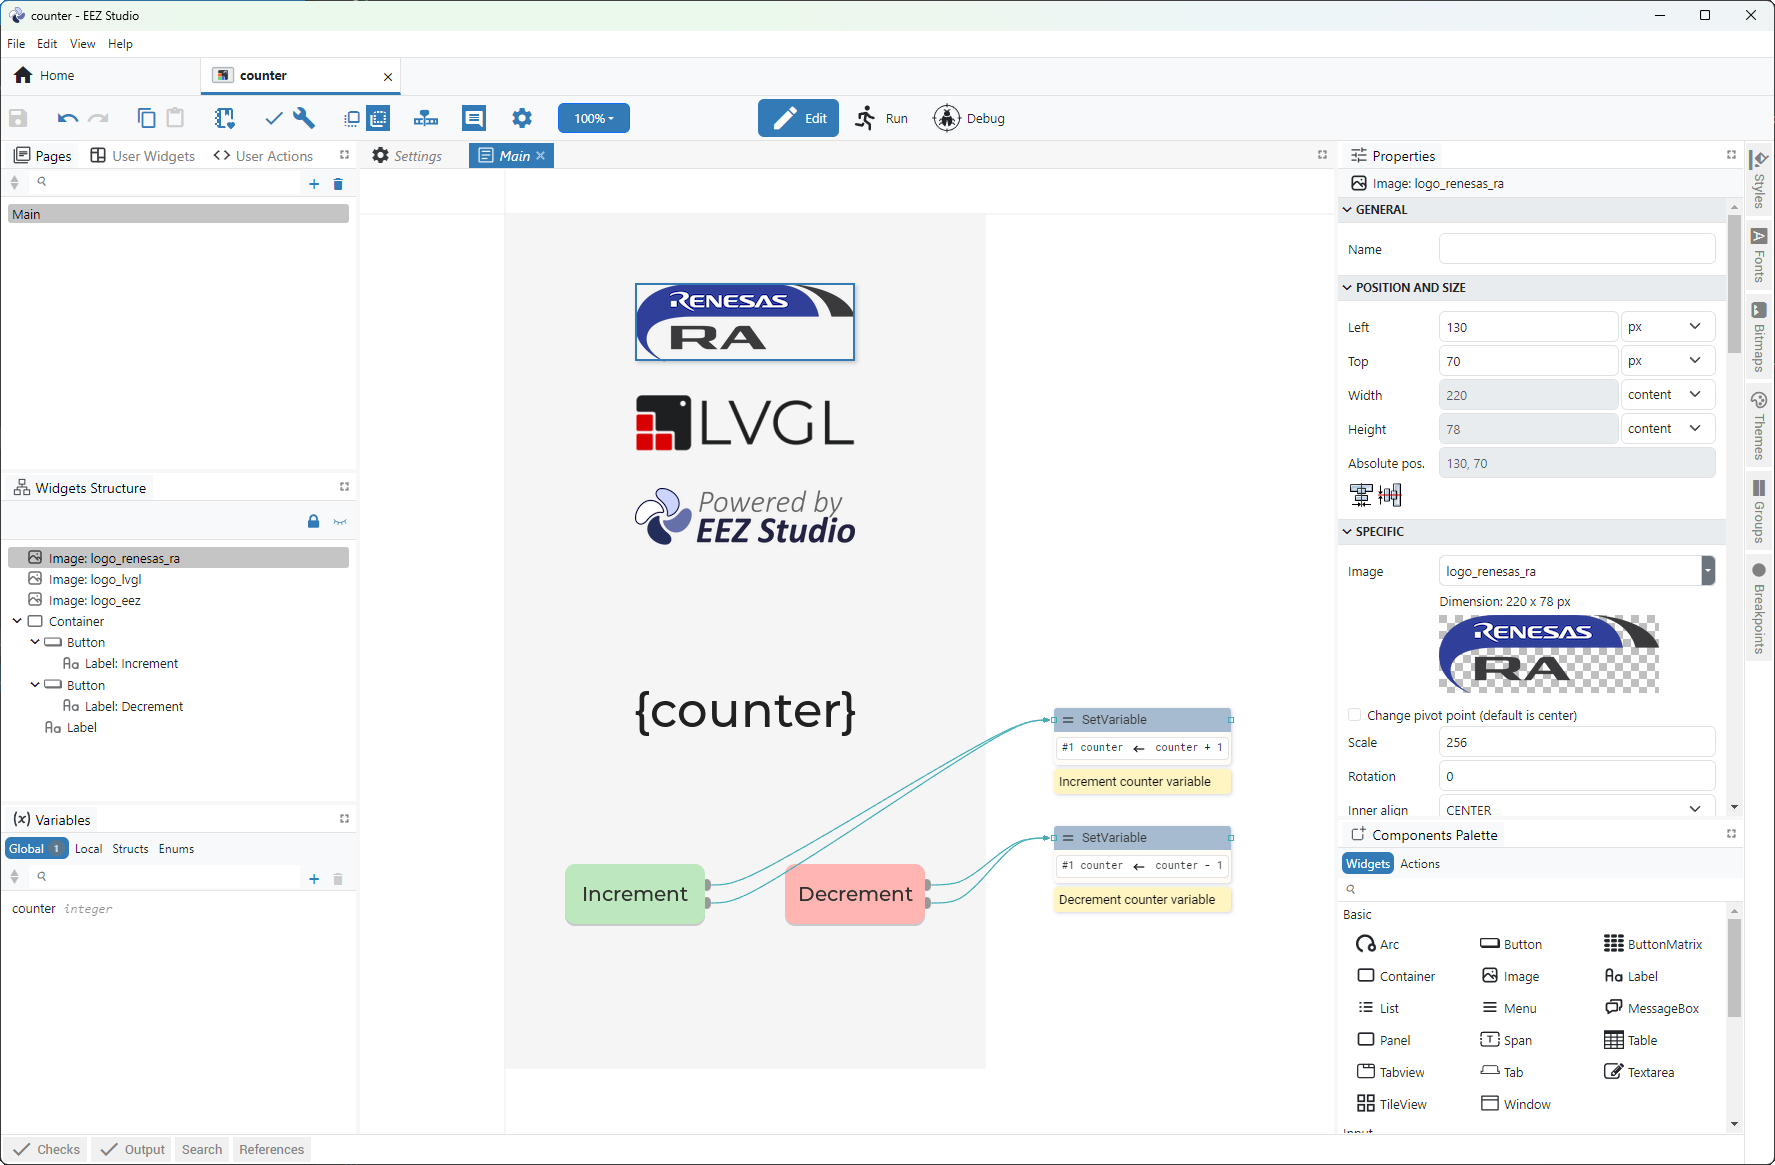 counter - EEZ Studio
File Edit View Help
Home counter
100% Edit Run Debug
Pages User Widgets User Actions
Main
Widgets Structure
Image: logo_renesas_ra
Image: logo_lvgl
Image: logo_eez
Container
Button
Label: Increment
Button
Label: Decrement
Label
(x) Variables
Global 1 Local Structs Enums
counter integer
Settings Main
RENESAS
RA
LVGL
Powered by
EEZ Studio
{counter}
Increment Decrement
SetVariable
#1 counter ← counter + 1
Increment counter variable
SetVariable
#1 counter ← counter - 1
Decrement counter variable
Properties
Image: logo_renesas_ra
GENERAL
Name
POSITION AND SIZE
Left 130 px
Top 70 px
Width 220 content
Height 78 content
Absolute pos. 130, 70
SPECIFIC
Image logo_renesas_ra
Dimension: 220 x 78 px
RENESAS
RA
Change pivot point (default is center)
Scale 256
Rotation 0
Inner align CENTER
Components Palette
Widgets Actions
Basic
Arc Button ButtonMatrix
Container Image Label
List Menu MessageBox
Panel Span Table
Tabview Tab Textarea
TileView Window
Input
Styles
Fonts
Bitmaps
Themes
Groups
Breakpoints
Checks Output Search References